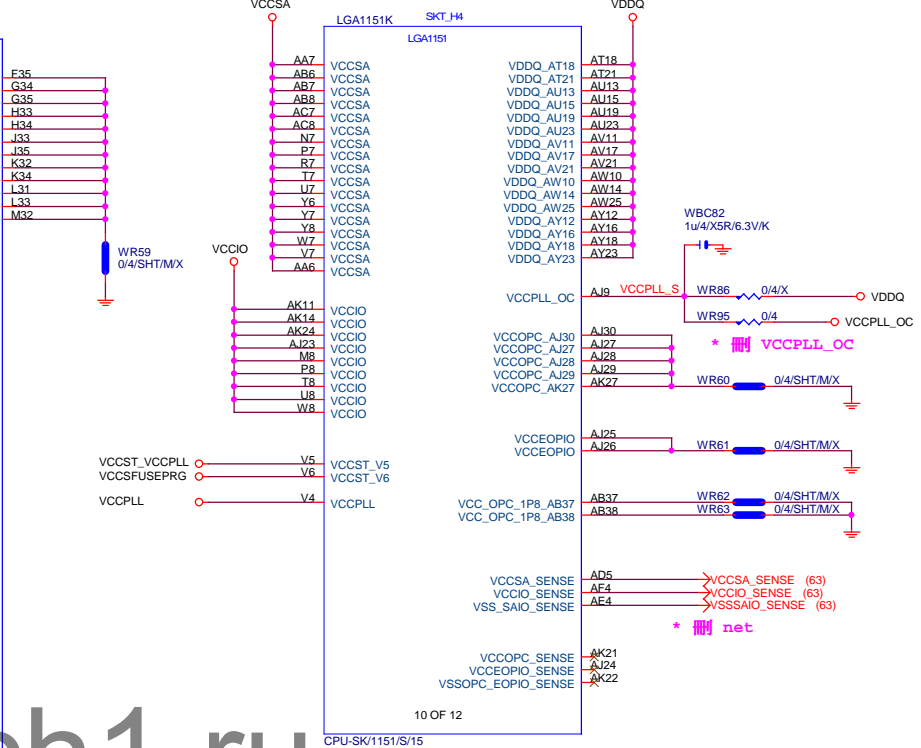 VCCSA
LGA1151K
SKT_H4
VDDQ
LGA1151
F35
G34
G35
H33
H34
J33
J35
K32
K34
L31
L33
M32
WR59
0/4/SHT/M/X
AA7 VCCSA
AB6 VCCSA
AB7 VCCSA
AB8 VCCSA
AC7 VCCSA
AC8 VCCSA
N7 VCCSA
P7 VCCSA
R7 VCCSA
T7 VCCSA
U7 VCCSA
Y6 VCCSA
Y7 VCCSA
Y8 VCCSA
W7 VCCSA
V7 VCCSA
AA6 VCCSA
VCCIO
AK11 VCCIO
AK14 VCCIO
AK24 VCCIO
AJ23 VCCIO
M8 VCCIO
P8 VCCIO
T8 VCCIO
U8 VCCIO
W8 VCCIO
VCCST_VCCPLL V5 VCCST_V5
VCCSFUSEPRG V6 VCCST_V6
VCCPLL V4 VCCPLL
VDDQ_AT18 AT18
VDDQ_AT21 AT21
VDDQ_AU13 AU13
VDDQ_AU15 AU15
VDDQ_AU19 AU19
VDDQ_AU23 AU23
VDDQ_AV11 AV11
VDDQ_AV17 AV17
VDDQ_AV21 AV21
VDDQ_AW10 AW10
VDDQ_AW14 AW14
VDDQ_AW25 AW25
VDDQ_AY12 AY12
VDDQ_AY16 AY16
VDDQ_AY18 AY18
VDDQ_AY23 AY23
WBC82
1u/4/X5R/6.3V/K
VCCPLL_OC AJ9 VCCPLL_S WR86 0/4/X VDDQ
WR95 0/4 VCCPLL_OC
* VCCPLL_OC
VCCOPC_AJ30 AJ30
VCCOPC_AJ27 AJ27
VCCOPC_AJ28 AJ28
VCCOPC_AJ29 AJ29
VCCOPC_AK27 AK27 WR60 0/4/SHT/M/X
VCCEOPIO AJ25
VCCEOPIO AJ26 WR61 0/4/SHT/M/X
VCC_OPC_1P8_AB37 AB37 WR62 0/4/SHT/M/X
VCC_OPC_1P8_AB38 AB38 WR63 0/4/SHT/M/X
VCCSA_SENSE AD5 VCCSA_SENSE (63)
VCCIO_SENSE AF4 VCCIO_SENSE (63)
VSS_SAIO_SENSE AE4 VSSSAIO_SENSE (63)
* net
VCCOPC_SENSE AK21
VCCEOPIO_SENSE AJ24
VSSOPC_EOPIO_SENSE AK22
10 OF 12
CPU-SK/1151/S/15